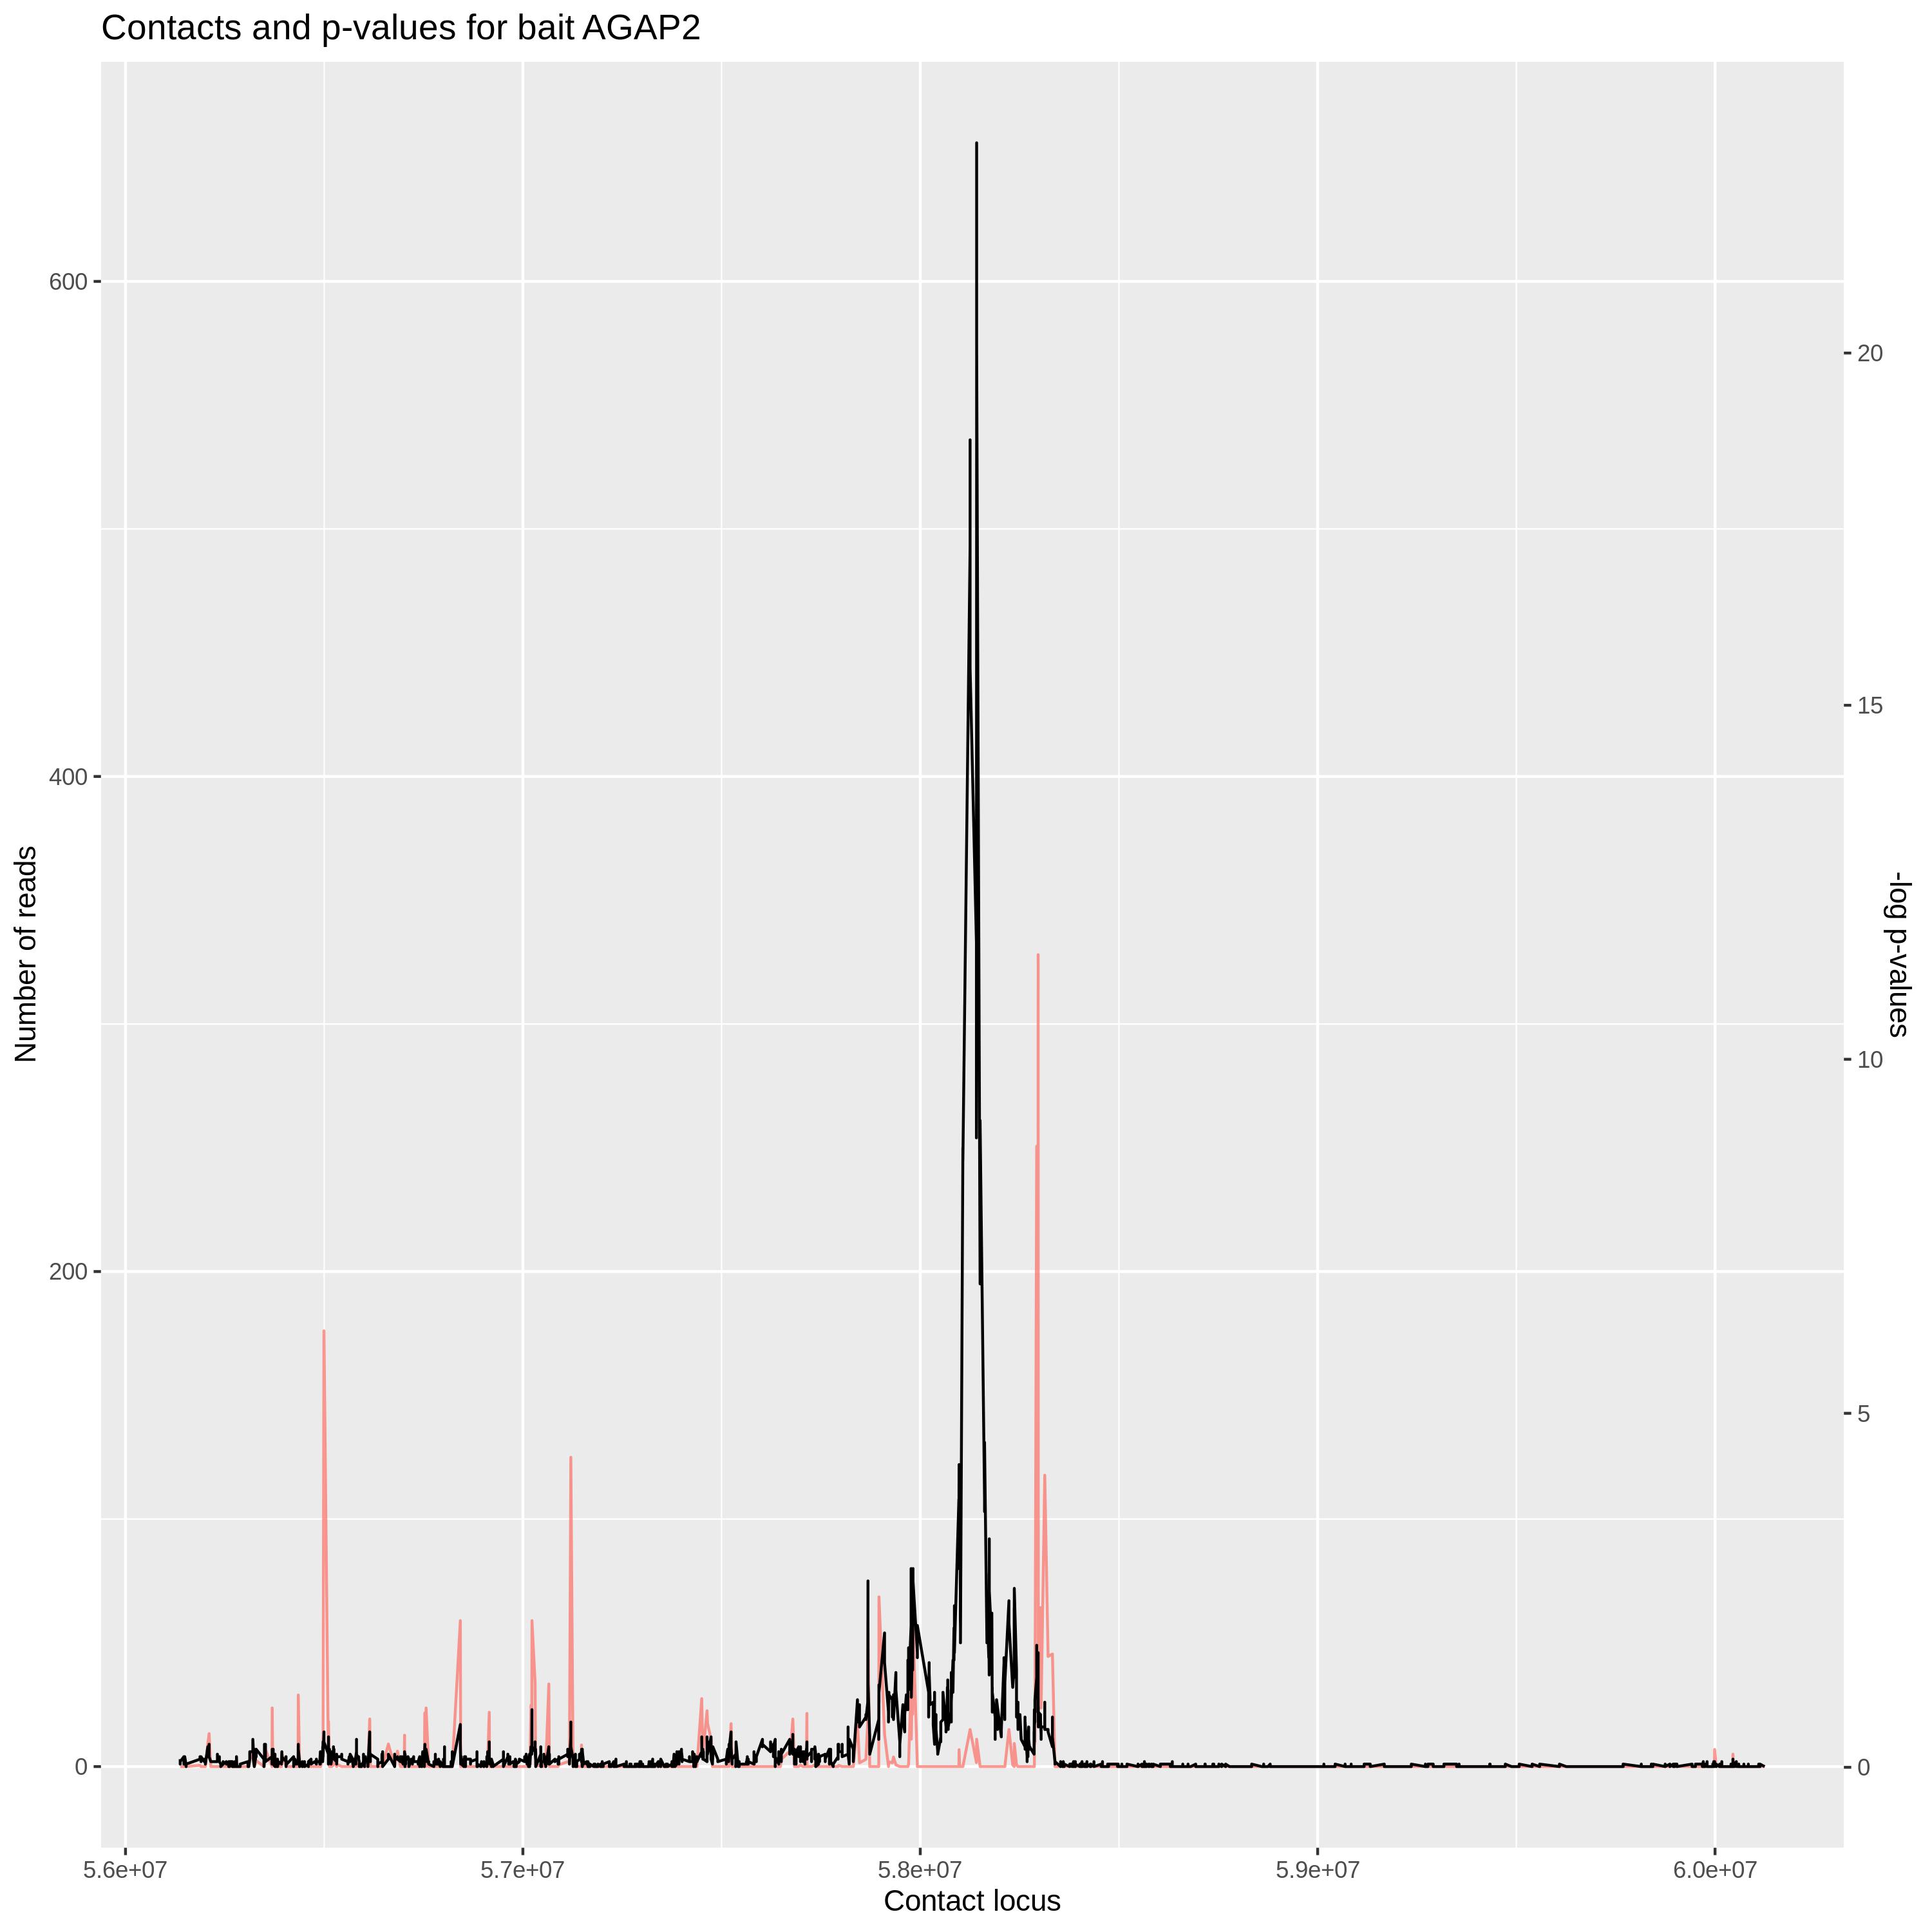 Contacts and p-values for bait AGAP2
Number of reads
600
400
200
0
20
15
10
5
0
-log p-values
5.6e+07
5.7e+07
5.8e+07
5.9e+07
6.0e+07
Contact locus